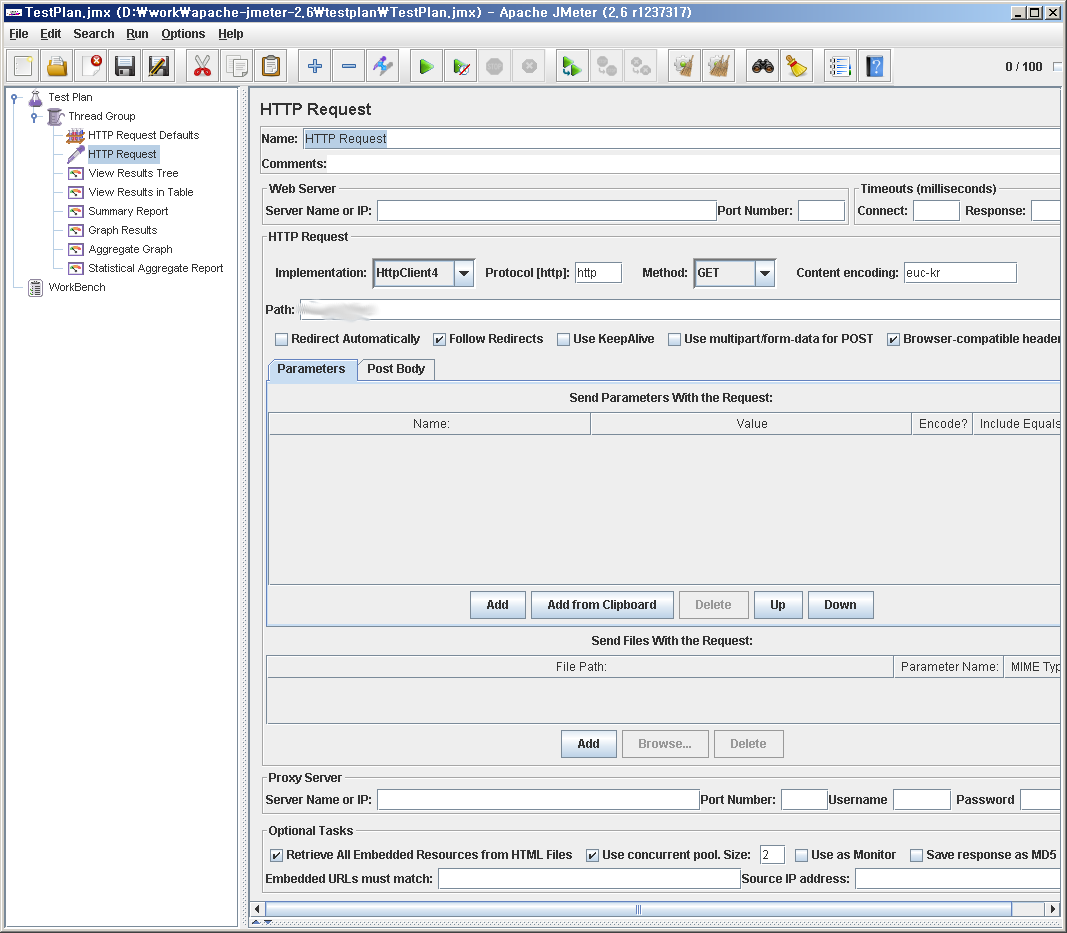 TestPlan.jmx (D:₩work₩apache-jmeter-2.6₩testplan₩TestPlan.jmx) - Apache JMeter (2.6 r1237317)
File Edit Search Run Options Help
0 / 100
Test Plan
Thread Group
HTTP Request Defaults
HTTP Request
View Results Tree
View Results in Table
Summary Report
Graph Results
Aggregate Graph
Statistical Aggregate Report
WorkBench
HTTP Request
Name: HTTP Request
Comments:
Web Server
Server Name or IP: Port Number:
Timeouts (milliseconds)
Connect: Response:
HTTP Request
Implementation: HttpClient4 Protocol [http]: http Method: GET Content encoding: euc-kr
Path:
Redirect Automatically Follow Redirects Use KeepAlive Use multipart/form-data for POST Browser-compatible header
Parameters Post Body
Send Parameters With the Request:
Name: Value Encode? Include Equals
Add Add from Clipboard Delete Up Down
Send Files With the Request:
File Path: Parameter Name: MIME Typ
Add Browse... Delete
Proxy Server
Server Name or IP: Port Number: Username Password
Optional Tasks
Retrieve All Embedded Resources from HTML Files Use concurrent pool. Size: 2 Use as Monitor Save response as MD5
Embedded URLs must match: Source IP address: